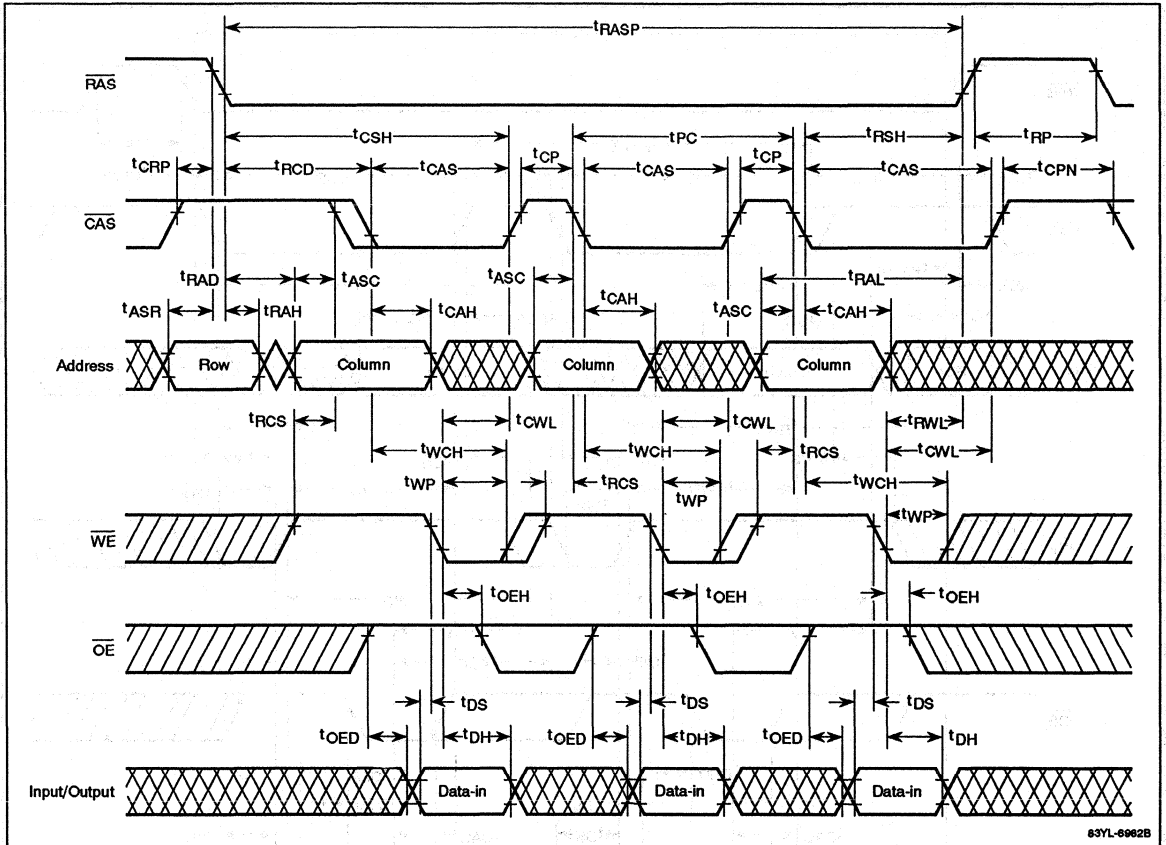 tRASP
RAS
tCSH tPC tRSH tRP
tCRP tRCD tCAS tCP tCAS tCP tCAS tCPN
CAS
tRAD tASC tASC tRAL
tASR tRAH tCAH tCAH tASC tCAH
Address Row Column Column Column
tRCS tCWL tCWL tRWL
tWCH tWCH tRCS tCWL
tWP tRCS tWP tWCH
tWP
WE
tOEH tOEH tOEH
OE
tDS tDS tDS
tOED tDH tOED tDH tOED tDH
Input/Output Data-in Data-in Data-in
83YL-6982B